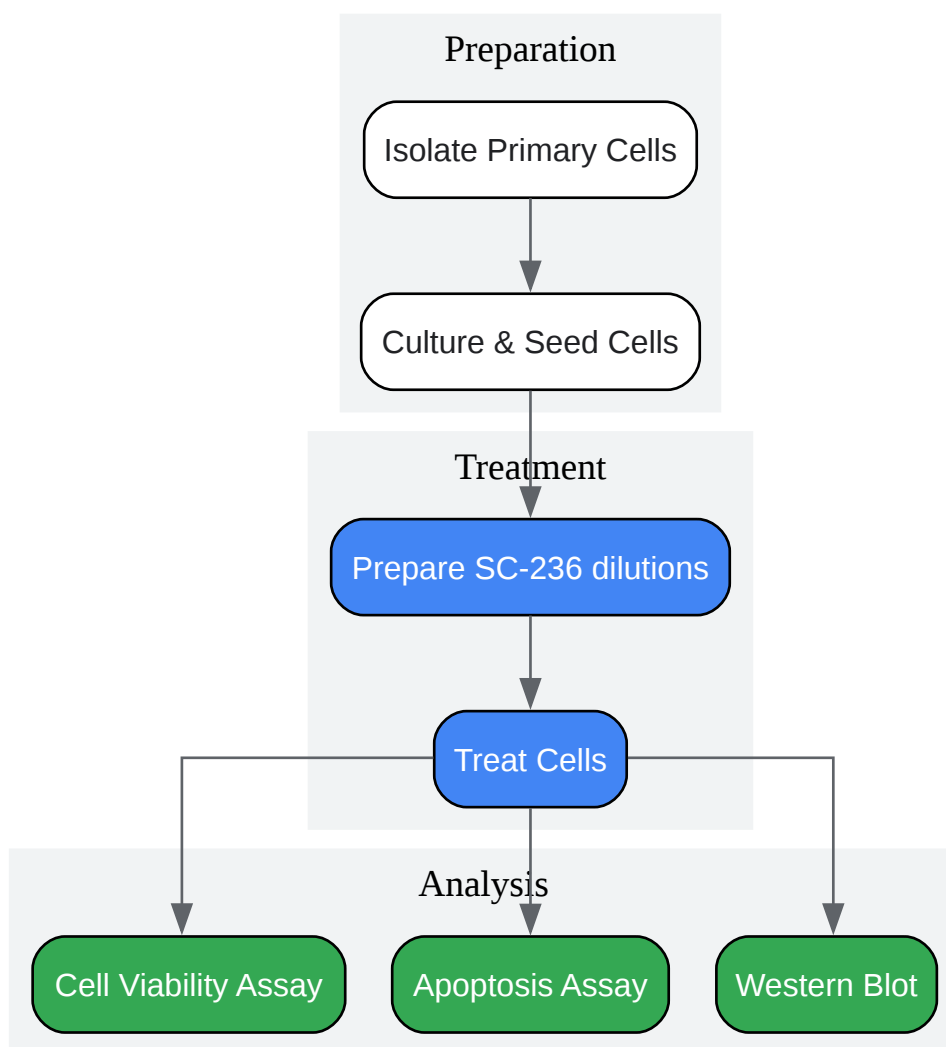 Preparation
Isolate Primary Cells
Culture & Seed Cells
Treatment
Prepare SC-236 dilutions
Treat Cells
Analysis
Cell Viability Assay
Apoptosis Assay
Western Blot